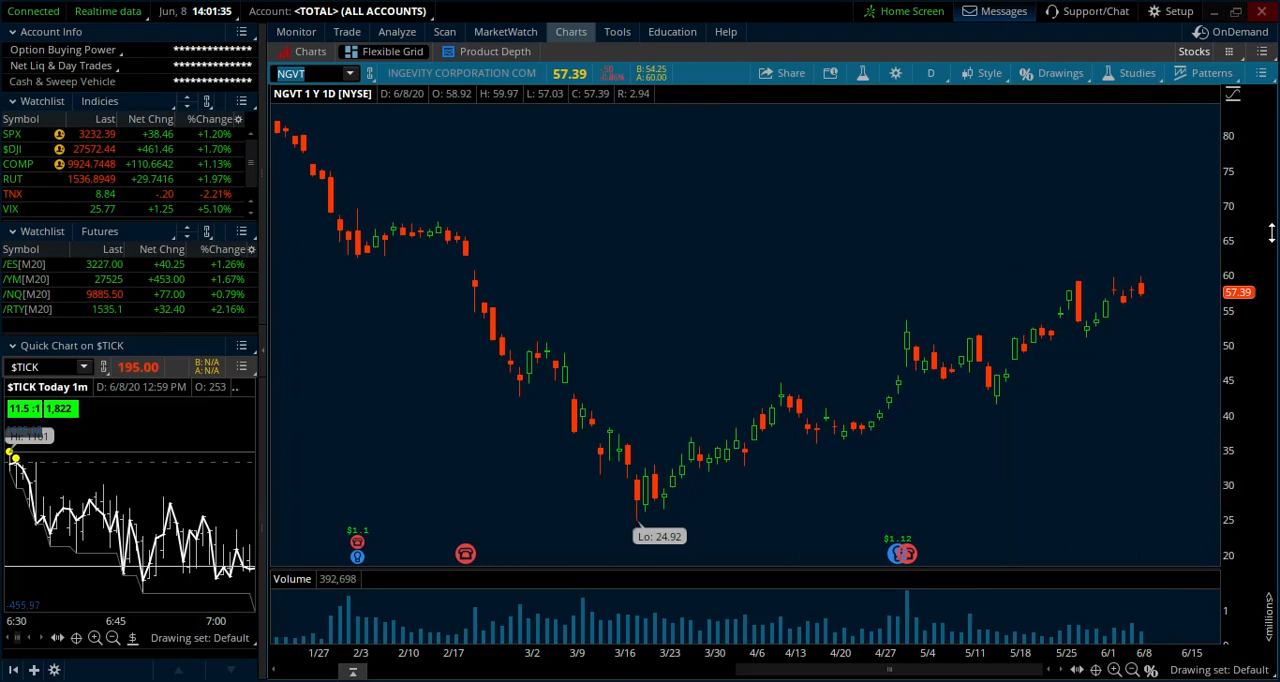 Connected Realtime data Jun, 8 14:01:35 Account: <TOTAL> (ALL ACCOUNTS) Home Screen Messages Support/Chat Setup
Account Info
Option Buying Power **************
Net Liq & Day Trades **************
Cash & Sweep Vehicle **************
Watchlist Indicies
Symbol Last Net Chng %Change
SPX 3232.39 +38.46 +1.20%
$DJI 27572.44 +461.46 +1.70%
COMP 9924.7448 +110.6642 +1.13%
RUT 1536.8949 +29.7416 +1.97%
TNX 8.84 -.20 -2.21%
VIX 25.77 +1.25 +5.10%
Watchlist Futures
Symbol Last Net Chng %Change
/ES[M20] 3227.00 +40.25 +1.26%
/YM[M20] 27525 +453.00 +1.67%
/NQ[M20] 9885.50 +77.00 +0.79%
/RTY[M20] 1535.1 +32.40 +2.16%
Quick Chart on $TICK
$TICK 195.00 B: N/A
A: N/A
$TICK Today 1m D: 6/8/20 12:59 PM O: 253 ..
11.5 :1 1,822
-455.97
6:30 6:45 7:00
Drawing set: Default
Monitor Trade Analyze Scan MarketWatch Charts Tools Education Help
OnDemand
Charts Flexible Grid Product Depth Stocks
NGVT INGEVITY CORPORATION COM 57.39 -.50
-0.86% B: 54.25
A: 60.00 Share D Style Drawings Studies Patterns
NGVT 1 Y 1D [NYSE] D: 6/8/20 O: 58.92 H: 59.97 L: 57.03 C: 57.39 R: 2.94
80
75
70
65
60
57.39
55
50
45
40
35
30
25
20
Lo: 24.92
$1.1 $1.12
Volume 392,698
1
0
<millions>
1/27 2/3 2/10 2/17 3/2 3/9 3/16 3/23 3/30 4/6 4/13 4/20 4/27 5/4 5/11 5/18 5/25 6/1 6/8 6/15
% Drawing set: Default